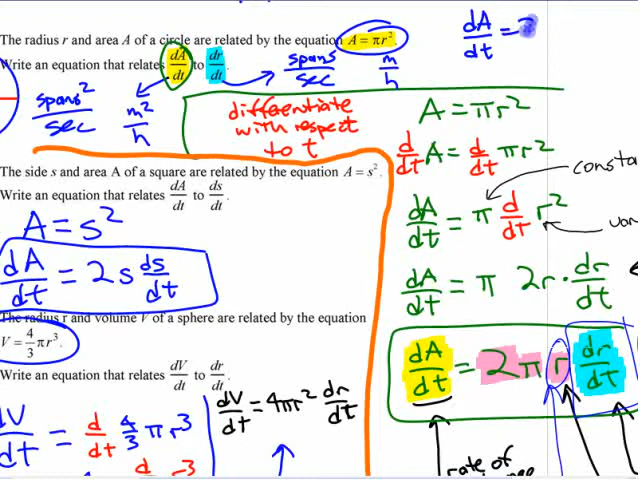 The radius r and area A of a circle are related by the equation A = πr².
Write an equation that relates dA/dt to dr/dt.
dA/dt = ?
spans²/sec m²/h
spans/sec m/h
differentiate
with respect
to t
A = πr²
d/dt A = d/dt πr²
dA/dt = π d/dt r²
dA/dt = π 2r · dr/dt
dA/dt = 2πr dr/dt
rate of
The side s and area A of a square are related by the equation A = s².
Write an equation that relates dA/dt to ds/dt.
A = s²
dA/dt = 2s ds/dt
The radius r and volume V of a sphere are related by the equation
V = 4/3 πr³.
Write an equation that relates dV/dt to dr/dt.
dV/dt = d/dt 4/3 πr³
dV/dt = 4πr² dr/dt